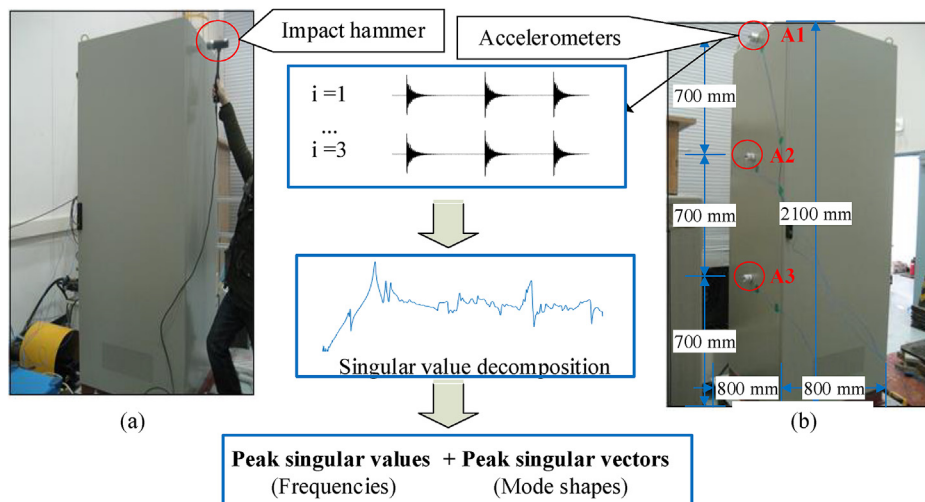 Impact hammer
Accelerometers
i =1
...
i =3
Singular value decomposition
Peak singular values + Peak singular vectors
(Frequencies) (Mode shapes)
(a)
A1
700 mm
A2
700 mm
2100 mm
A3
700 mm
800 mm 800 mm
(b)